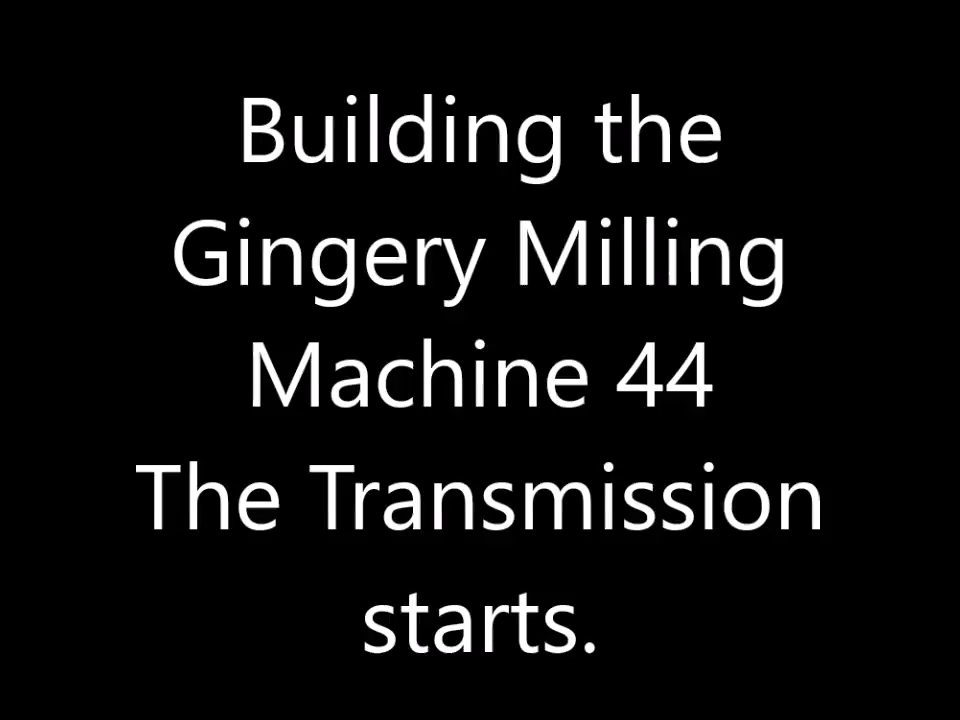 Building the
Gingery Milling
Machine 44
The Transmission
starts.